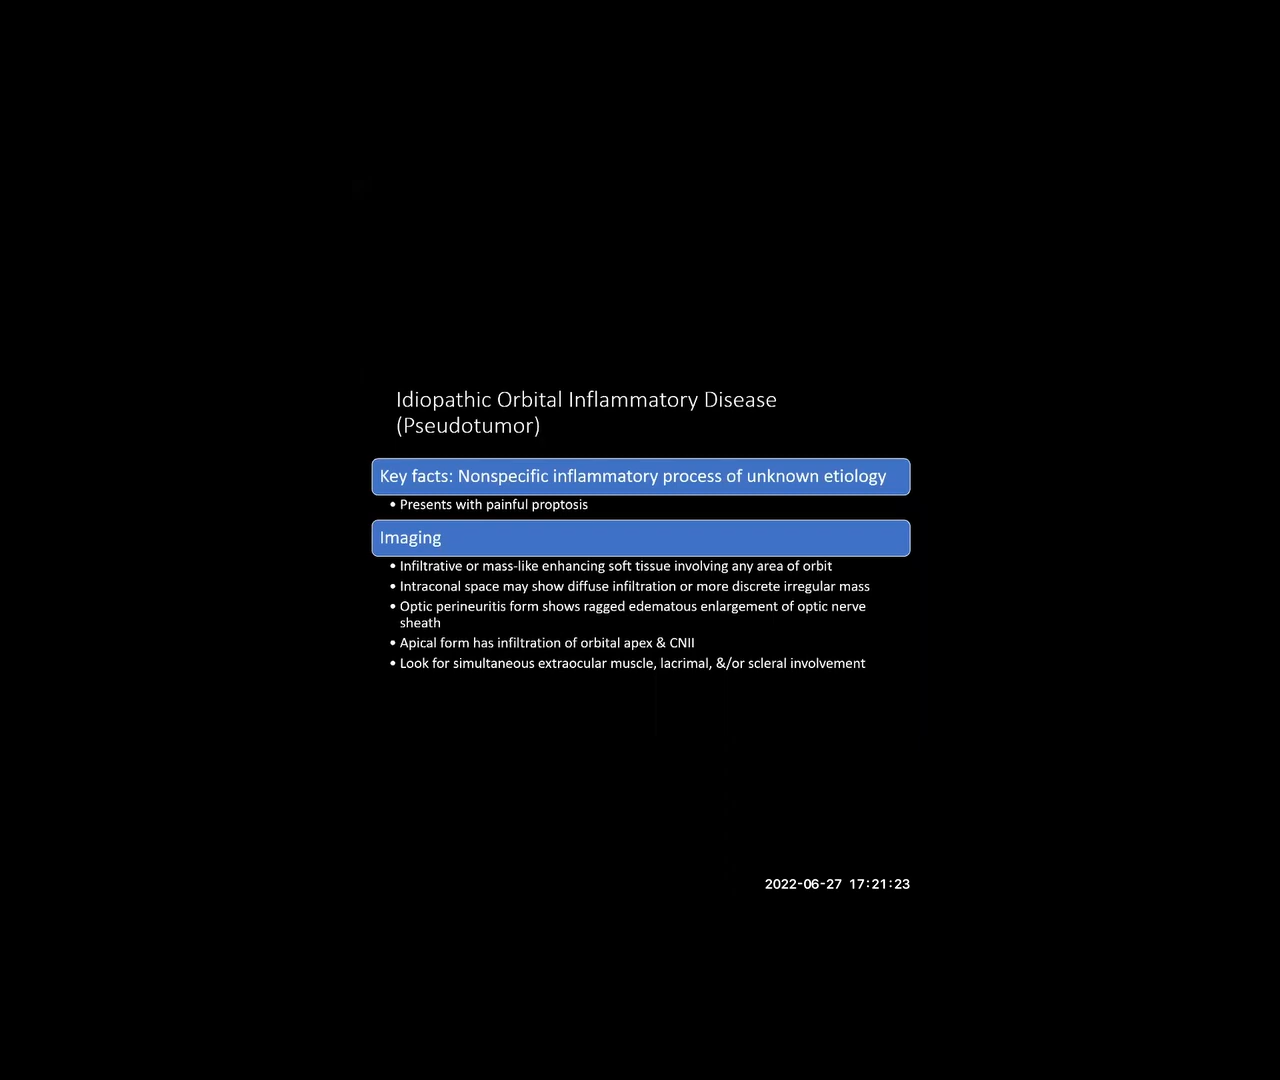 Idiopathic Orbital Inflammatory Disease
(Pseudotumor)
Key facts: Nonspecific inflammatory process of unknown etiology
• Presents with painful proptosis
Imaging
• Infiltrative or mass-like enhancing soft tissue involving any area of orbit
• Intraconal space may show diffuse infiltration or more discrete irregular mass
• Optic perineuritis form shows ragged edematous enlargement of optic nerve
sheath
• Apical form has infiltration of orbital apex & CNII
• Look for simultaneous extraocular muscle, lacrimal, &/or scleral involvement
2022-06-27 17:21:23